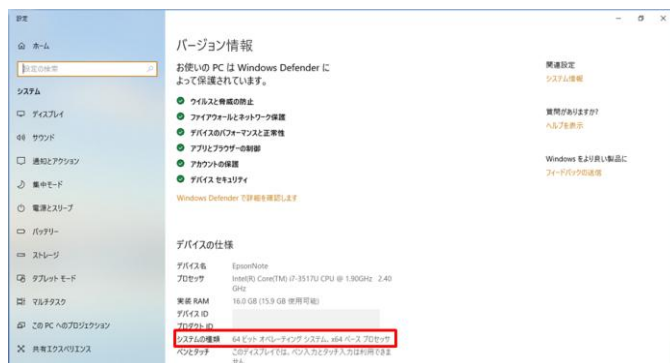 設定
ホーム
設定の検索
システム
ディスプレイ
サウンド
通知とアクション
集中モード
電源とスリープ
バッテリー
ストレージ
タブレット モード
マルチタスク
この PC へのプロジェクション
共有エクスペリエンス
バージョン情報
お使いの PC は Windows Defender に
よって保護されています。
ウイルスと脅威の防止
ファイアウォールとネットワーク保護
デバイスのパフォーマンスと正常性
アプリとブラウザーの制御
アカウントの保護
デバイス セキュリティ
Windows Defender で詳細を確認します
デバイスの仕様
デバイス名 EpsonNote
プロセッサ Intel(R) Core(TM) i7-3517U CPU @ 1.90GHz 2.40
GHz
実装 RAM 16.0 GB (15.9 GB 使用可能)
デバイス ID
プロダクト ID
システムの種類 64 ビット オペレーティング システム、x64 ベース プロセッサ
ペンとタッチ このディスプレイでは、ペン入力とタッチ入力は利用できま
せん
関連設定
システム情報
質問がありますか?
ヘルプを表示
Windows をより良い製品に
フィードバックの送信